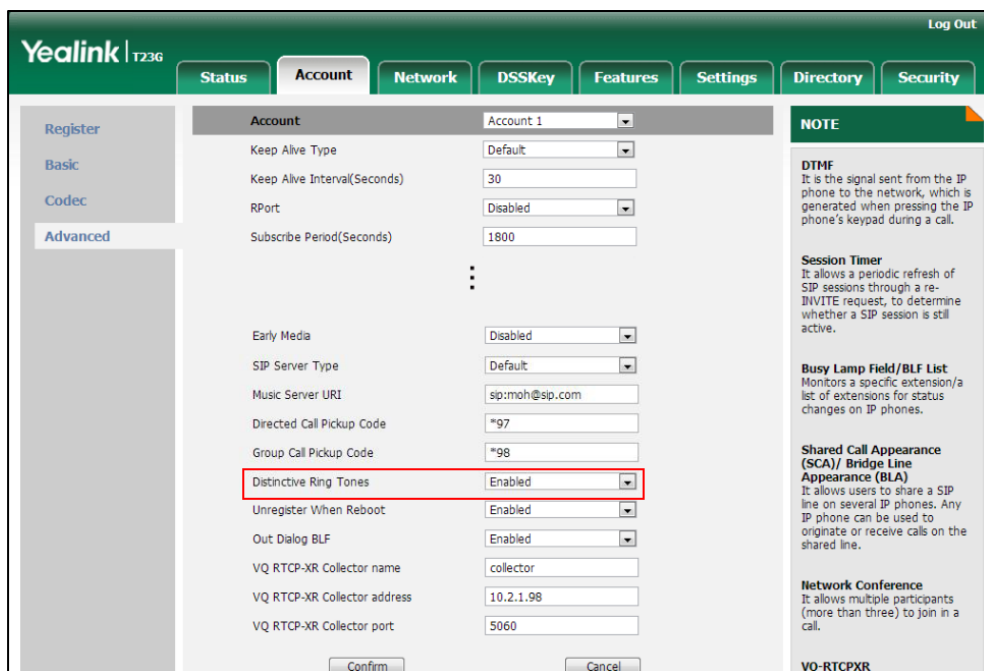 Log Out
Yealink T23G
Status Account Network DSSKey Features Settings Directory Security
Register
Basic
Codec
Advanced
Account Account 1
Keep Alive Type Default
Keep Alive Interval(Seconds) 30
RPort Disabled
Subscribe Period(Seconds) 1800
Early Media Disabled
SIP Server Type Default
Music Server URI sip:moh@sip.com
Directed Call Pickup Code *97
Group Call Pickup Code *98
Distinctive Ring Tones Enabled
Unregister When Reboot Enabled
Out Dialog BLF Enabled
VQ RTCP-XR Collector name collector
VQ RTCP-XR Collector address 10.2.1.98
VQ RTCP-XR Collector port 5060
Confirm Cancel
NOTE
DTMF
It is the signal sent from the IP
phone to the network, which is
generated when pressing the IP
phone's keypad during a call.
Session Timer
It allows a periodic refresh of
SIP sessions through a re-
INVITE request, to determine
whether a SIP session is still
active.
Busy Lamp Field/BLF List
Monitors a specific extension/a
list of extensions for status
changes on IP phones.
Shared Call Appearance
(SCA)/ Bridge Line
Appearance (BLA)
It allows users to share a SIP
line on several IP phones. Any
IP phone can be used to
originate or receive calls on the
shared line.
Network Conference
It allows multiple participants
(more than three) to join in a
call.
VQ-RTCPXR